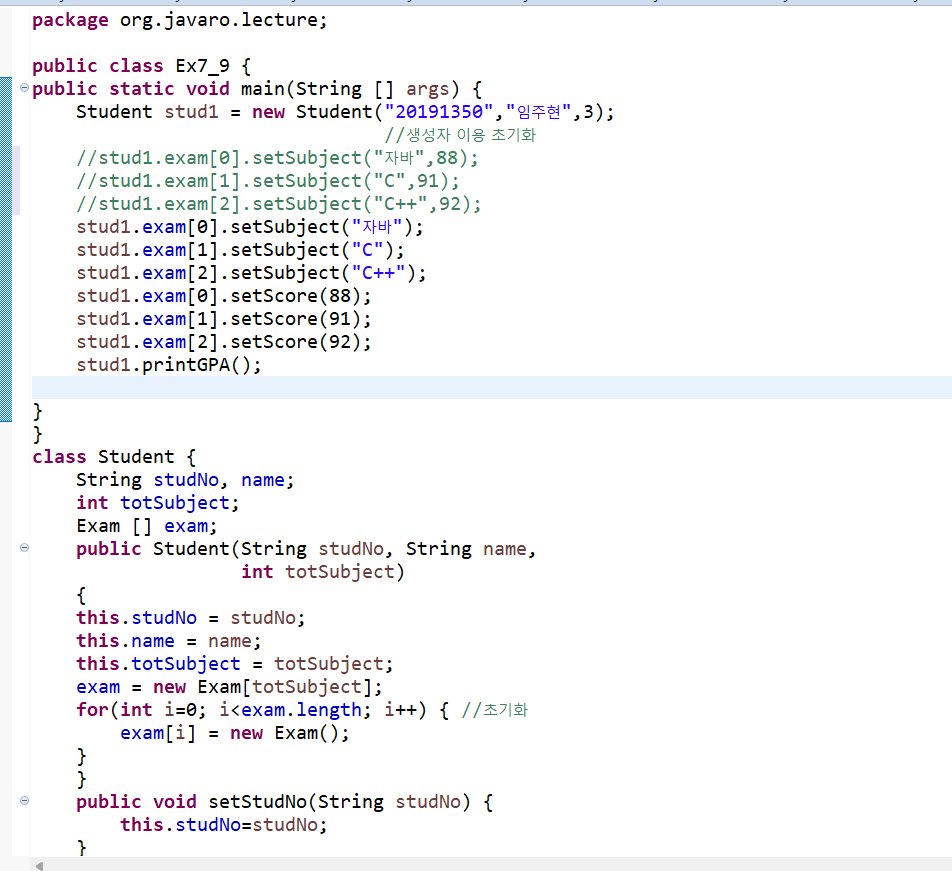 package org.javaro.lecture;
public class Ex7_9 {
public static void main(String [] args) {
Student stud1 = new Student("20191350","임주현",3);
//생성자 이용 초기화
//stud1.exam[0].setSubject("자바",88);
//stud1.exam[1].setSubject("C",91);
//stud1.exam[2].setSubject("C++",92);
stud1.exam[0].setSubject("자바");
stud1.exam[1].setSubject("C");
stud1.exam[2].setSubject("C++");
stud1.exam[0].setScore(88);
stud1.exam[1].setScore(91);
stud1.exam[2].setScore(92);
stud1.printGPA();
}
}
class Student {
String studNo, name;
int totSubject;
Exam [] exam;
public Student(String studNo, String name,
int totSubject)
{
this.studNo = studNo;
this.name = name;
this.totSubject = totSubject;
exam = new Exam[totSubject];
for(int i=0; i<exam.length; i++) { //초기화
exam[i] = new Exam();
}
}
public void setStudNo(String studNo) {
this.studNo=studNo;
}